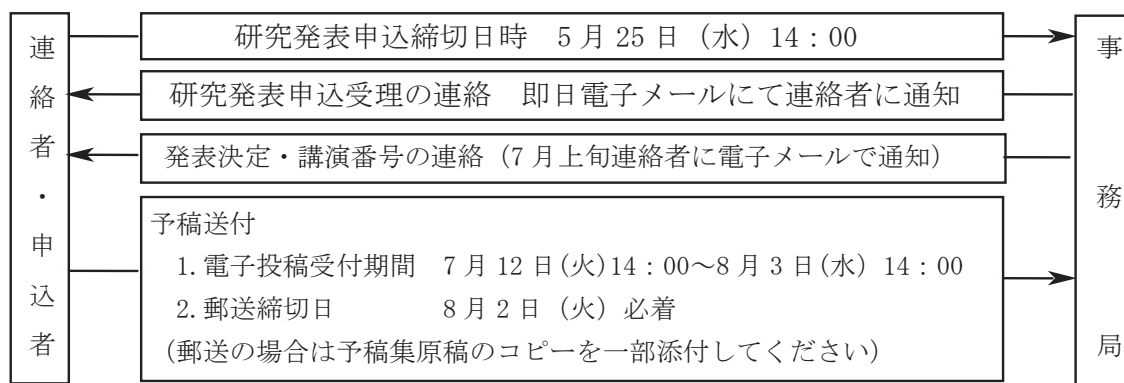 連絡者・申込者
研究発表申込締切日時　5月25日（水）14：00
研究発表申込受理の連絡　即日電子メールにて連絡者に通知
発表決定・講演番号の連絡（7月上旬連絡者に電子メールで通知）
予稿送付
1.電子投稿受付期間　7月12日(火)14：00～8月3日(水) 14：00
2.郵送締切日　8月2日（火）必着
（郵送の場合は予稿集原稿のコピーを一部添付してください）
事務局